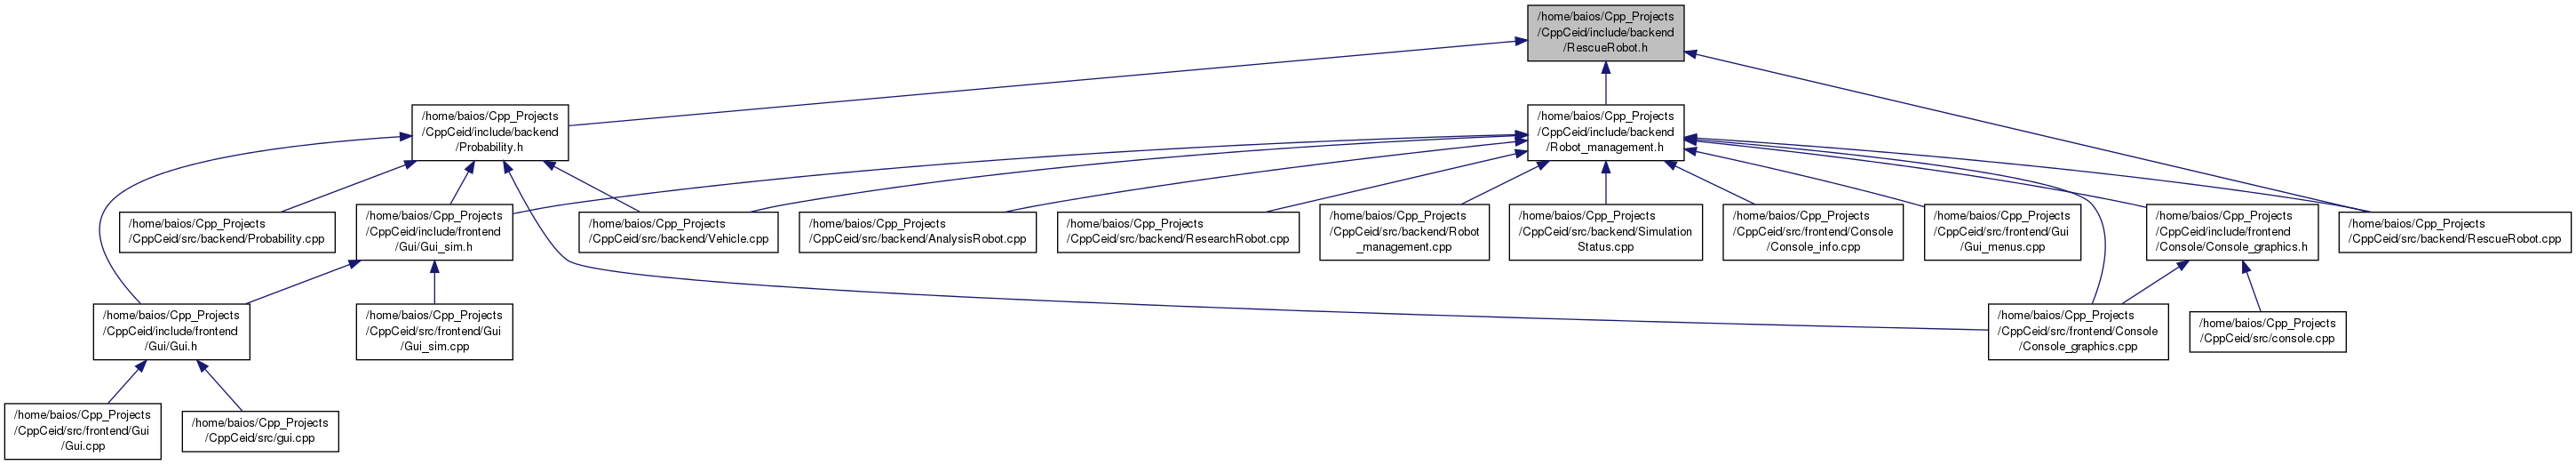 /home/baios/Cpp_Projects
/CppCeid/include/backend
/RescueRobot.h
/home/baios/Cpp_Projects
/CppCeid/include/backend
/Probability.h
/home/baios/Cpp_Projects
/CppCeid/include/backend
/Robot_management.h
/home/baios/Cpp_Projects
/CppCeid/src/backend/Probability.cpp
/home/baios/Cpp_Projects
/CppCeid/include/frontend
/Gui/Gui_sim.h
/home/baios/Cpp_Projects
/CppCeid/src/backend/Vehicle.cpp
/home/baios/Cpp_Projects
/CppCeid/src/backend/AnalysisRobot.cpp
/home/baios/Cpp_Projects
/CppCeid/src/backend/ResearchRobot.cpp
/home/baios/Cpp_Projects
/CppCeid/src/backend/Robot
_management.cpp
/home/baios/Cpp_Projects
/CppCeid/src/backend/Simulation
Status.cpp
/home/baios/Cpp_Projects
/CppCeid/src/frontend/Console
/Console_info.cpp
/home/baios/Cpp_Projects
/CppCeid/src/frontend/Gui
/Gui_menus.cpp
/home/baios/Cpp_Projects
/CppCeid/include/frontend
/Console/Console_graphics.h
/home/baios/Cpp_Projects
/CppCeid/src/backend/RescueRobot.cpp
/home/baios/Cpp_Projects
/CppCeid/include/frontend
/Gui/Gui.h
/home/baios/Cpp_Projects
/CppCeid/src/frontend/Gui
/Gui_sim.cpp
/home/baios/Cpp_Projects
/CppCeid/src/frontend/Console
/Console_graphics.cpp
/home/baios/Cpp_Projects
/CppCeid/src/console.cpp
/home/baios/Cpp_Projects
/CppCeid/src/frontend/Gui
/Gui.cpp
/home/baios/Cpp_Projects
/CppCeid/src/gui.cpp